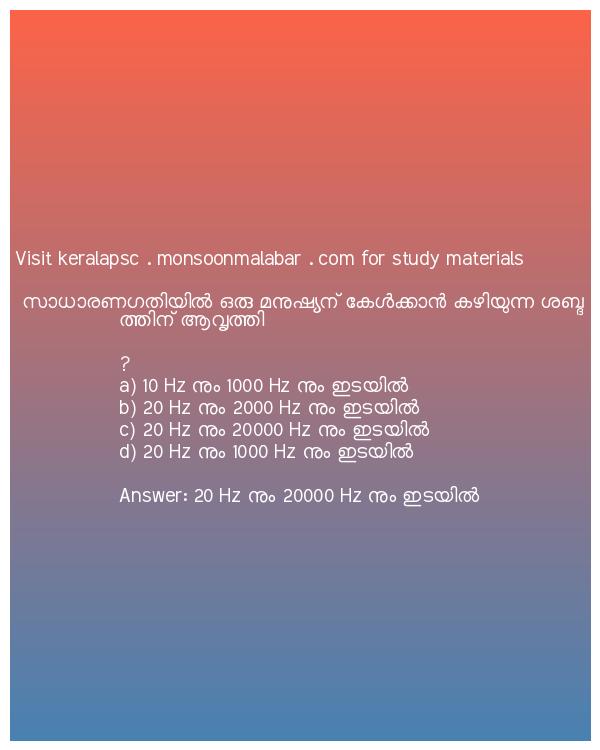 Visit keralapsc . monsoonmalabar . com for study materials
സാധാരണഗതിയിൽ ഒരു മനുഷ്യന് കേൾക്കാൻ കഴിയുന്ന ശബ്ദ
ത്തിന് ആവൃത്തി
?
a) 10 Hz നും 1000 Hz നും ഇടയിൽ
b) 20 Hz നും 2000 Hz നും ഇടയിൽ
c) 20 Hz നും 20000 Hz നും ഇടയിൽ
d) 20 Hz നും 1000 Hz നും ഇടയിൽ
Answer: 20 Hz നും 20000 Hz നും ഇടയിൽ